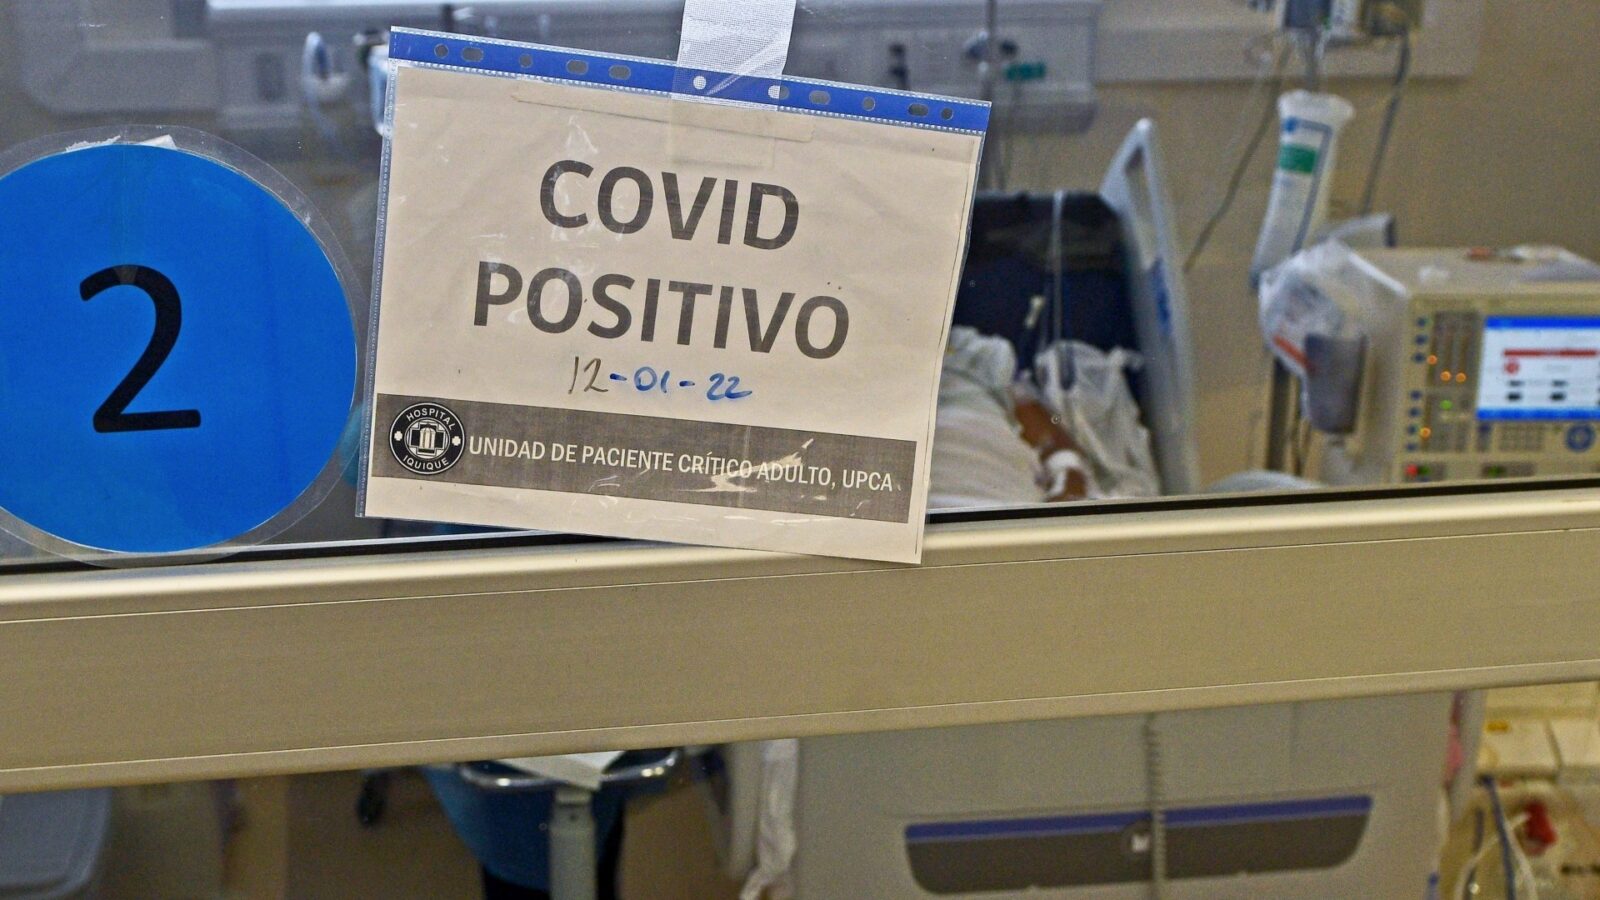 2
COVID
POSITIVO
12-01-22
HOSPITAL
IQUIQUE
UNIDAD DE PACIENTE CRÍTICO ADULTO, UPCA